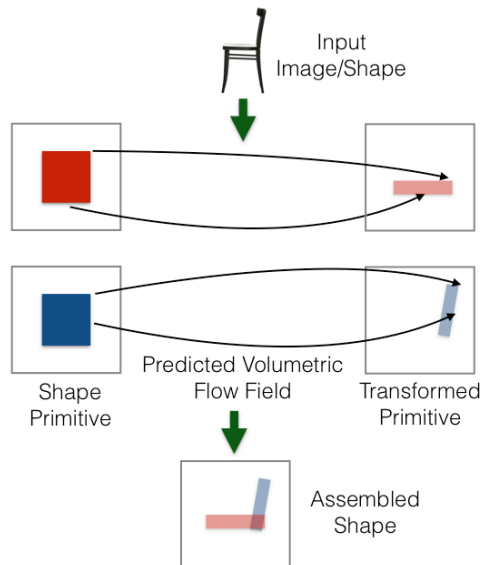 Input
Image/Shape
Predicted Volumetric
Flow Field
Shape
Primitive
Transformed
Primitive
Assembled
Shape